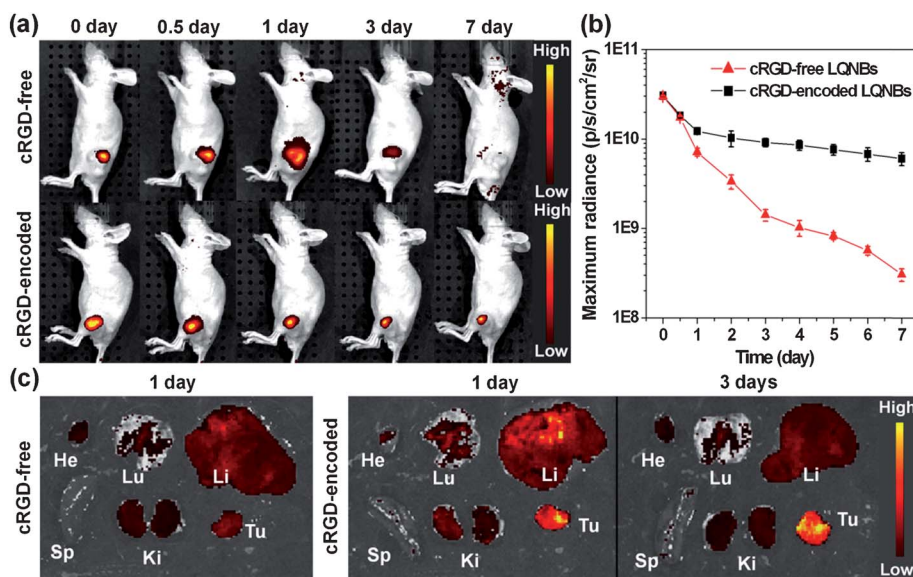 (a)
0 day 0.5 day 1 day 3 day 7 day
cRGD-free
High
Low
cRGD-encoded
High
Low
(b)
1E11
1E10
1E9
1E8
Maximum radiance (p/s/cm²/sr)
cRGD-free LQNBs
cRGD-encoded LQNBs
0 1 2 3 4 5 6 7
Time (day)
(c)
1 day 1 day 3 days
cRGD-free
He Lu Li
Sp Ki Tu
cRGD-encoded
He Lu Li
Sp Ki Tu
He Lu Li
Sp Ki Tu
High
Low